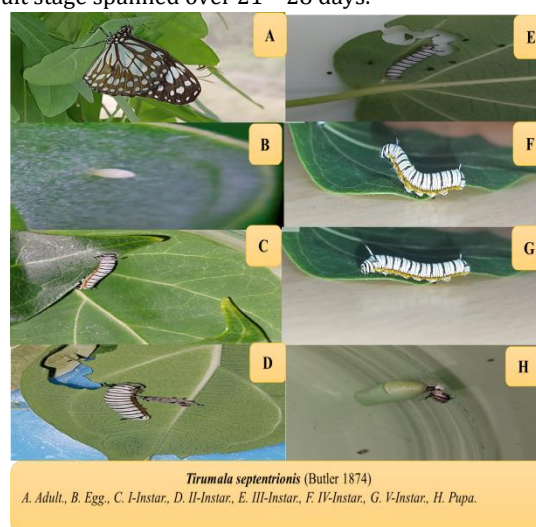 ult stage spanned over 21 – 28 days.
A
E
B
F
C
G
D
H
Tirumala septentrionis (Butler 1874)
A. Adult., B. Egg., C. I-Instar., D. II-Instar., E. III-Instar., F. IV-Instar., G. V-Instar., H. Pupa.